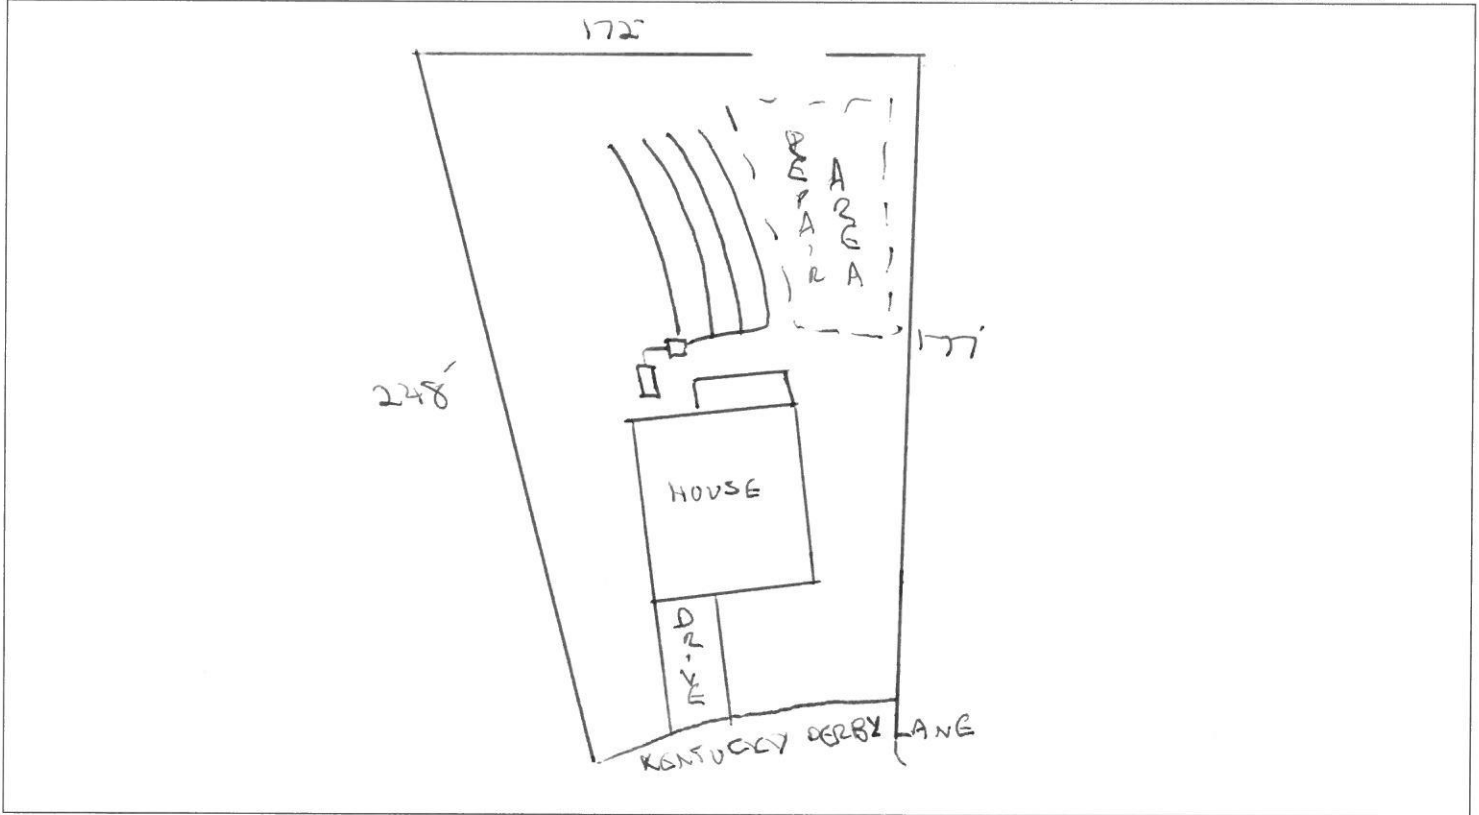 172'
REPAIR
AREA
177'
248'
HOUSE
DRIVE
KENTUCKY DERBY LANE